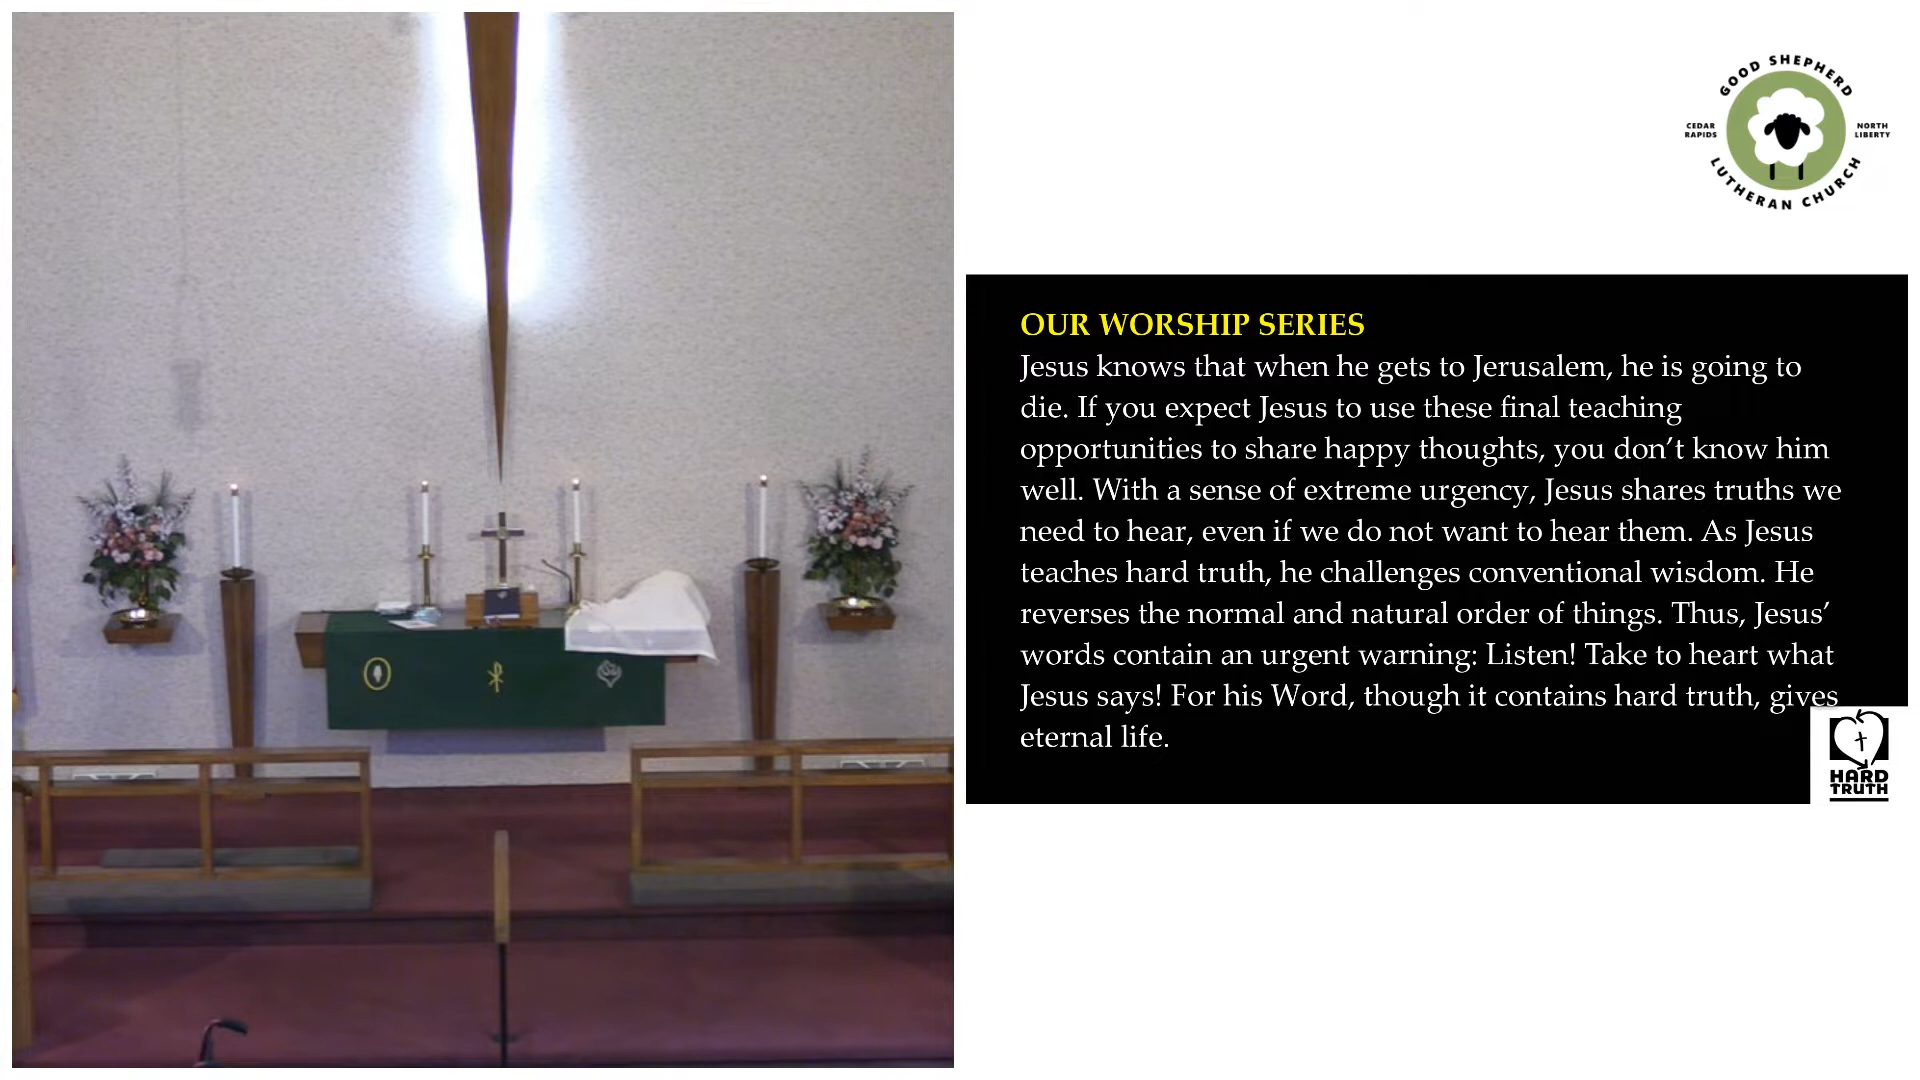 GOOD SHEPHERD
CEDAR
RAPIDS
NORTH
LIBERTY
LUTHERAN CHURCH
OUR WORSHIP SERIES
Jesus knows that when he gets to Jerusalem, he is going to
die. If you expect Jesus to use these final teaching
opportunities to share happy thoughts, you don’t know him
well. With a sense of extreme urgency, Jesus shares truths we
need to hear, even if we do not want to hear them. As Jesus
teaches hard truth, he challenges conventional wisdom. He
reverses the normal and natural order of things. Thus, Jesus’
words contain an urgent warning: Listen! Take to heart what
Jesus says! For his Word, though it contains hard truth, gives
eternal life.
HARD
TRUTH